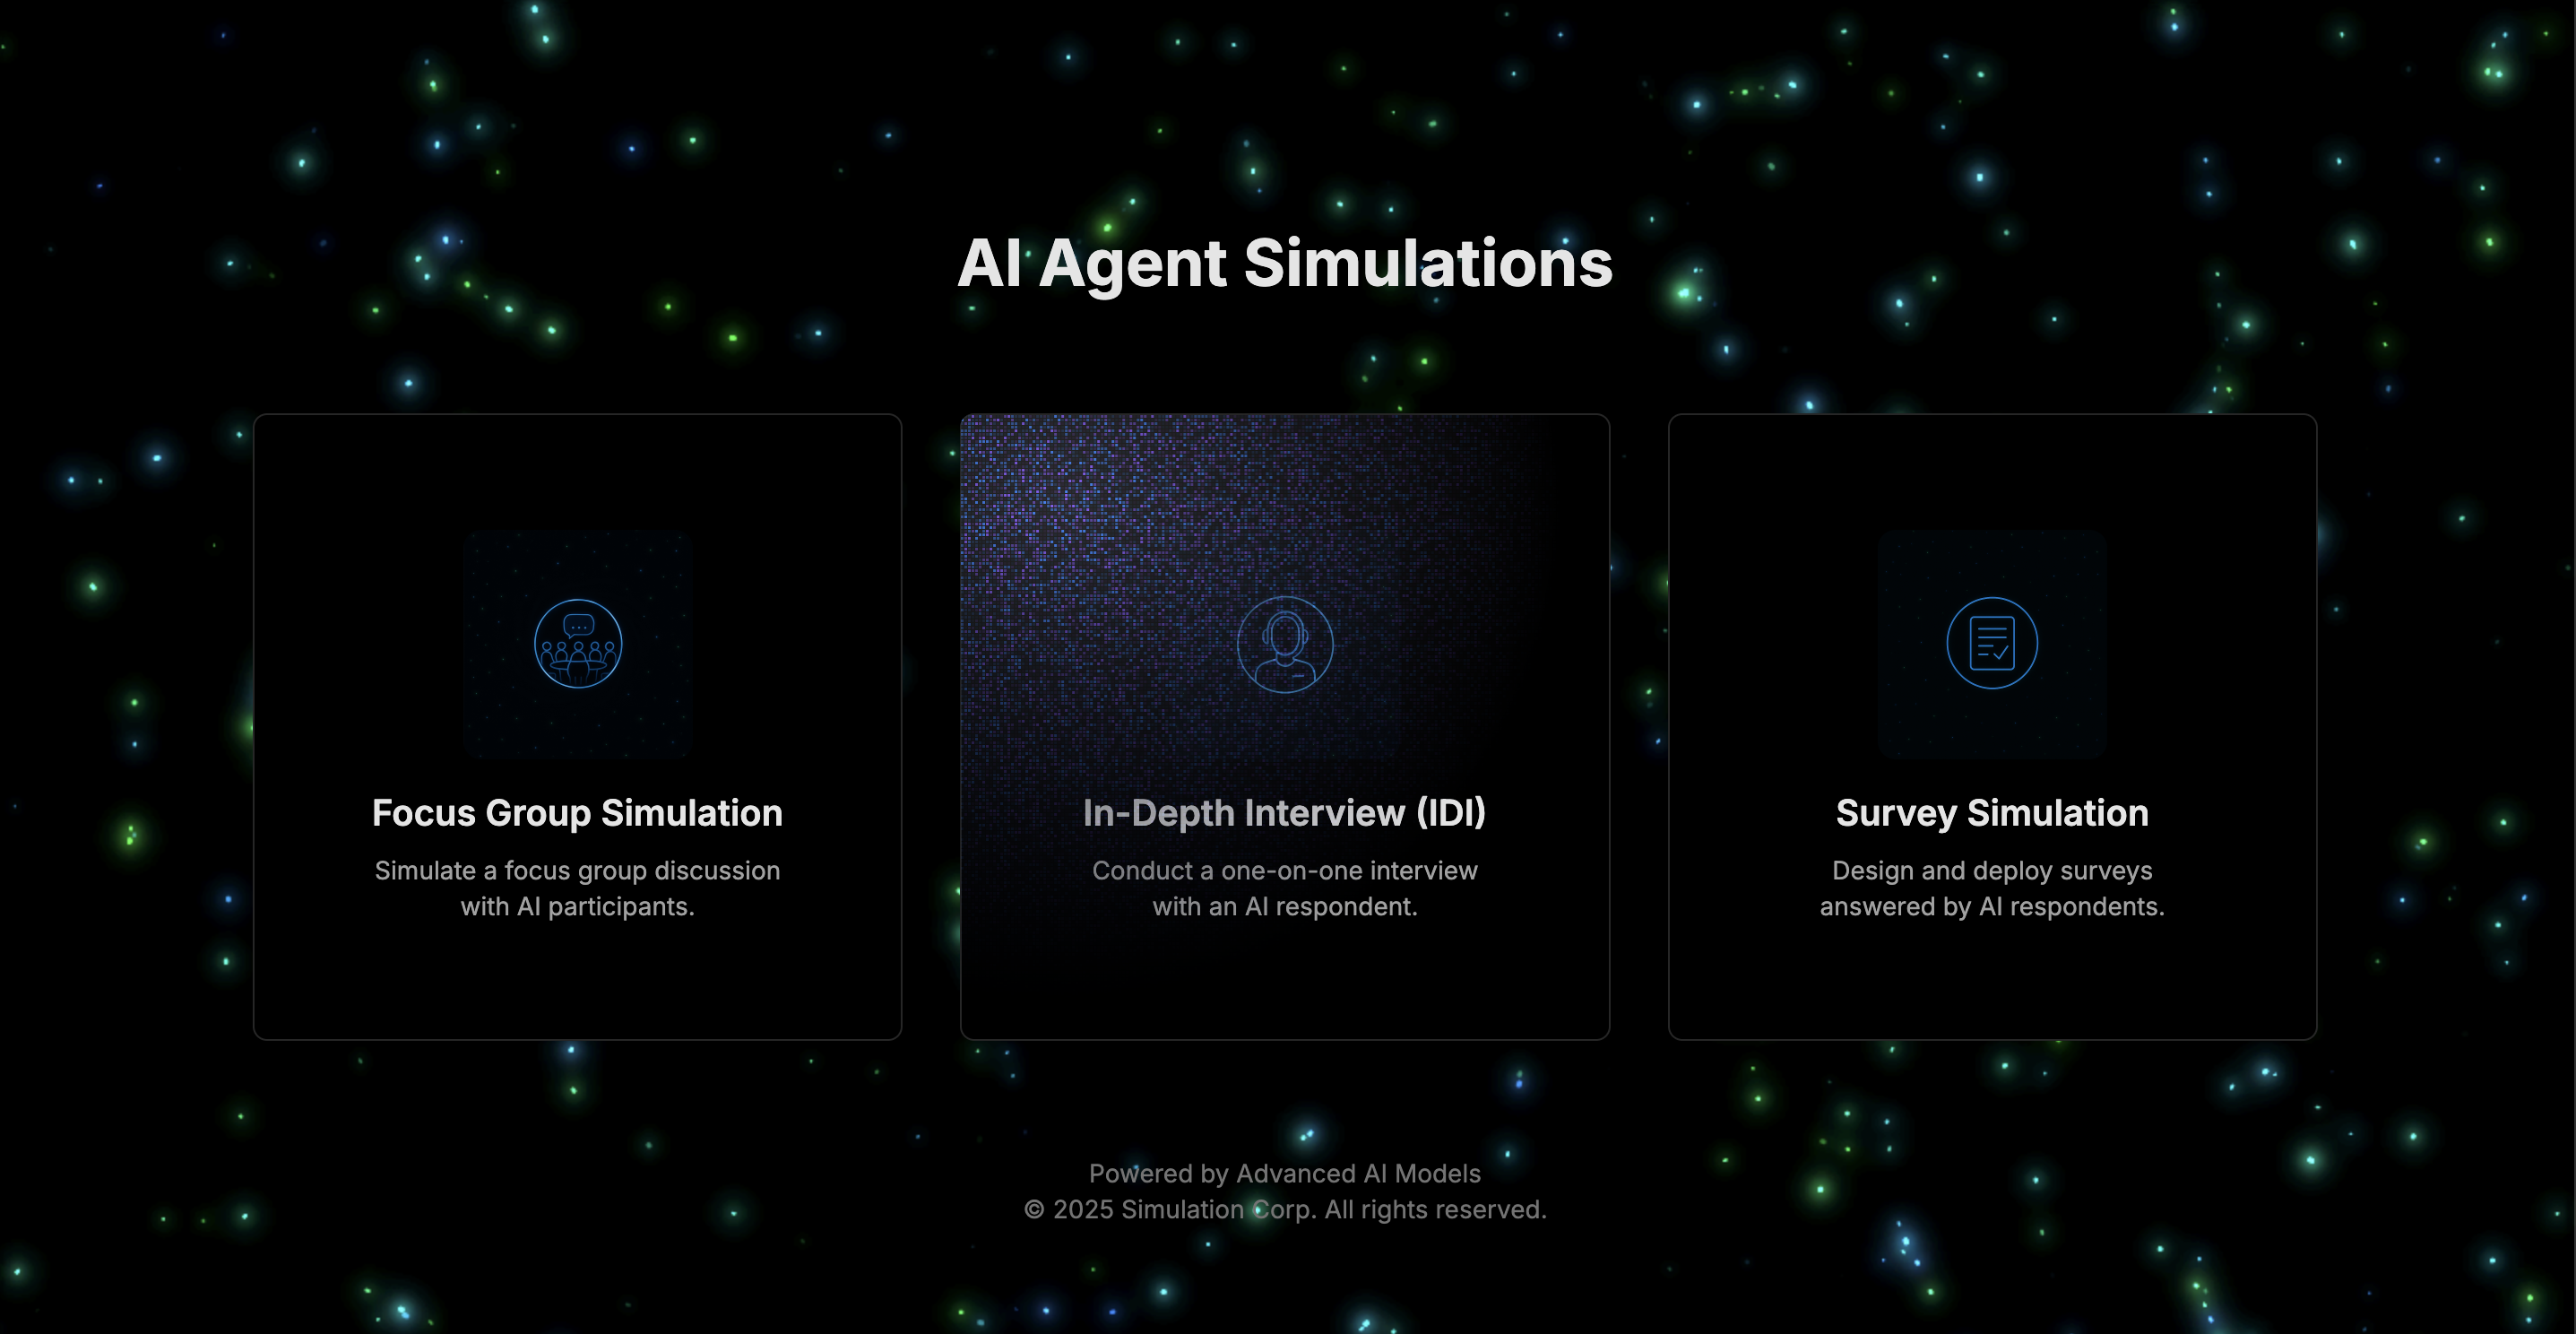 AI Agent Simulations
Focus Group Simulation
Simulate a focus group discussion
with AI participants.
In-Depth Interview (IDI)
Conduct a one-on-one interview
with an AI respondent.
Survey Simulation
Design and deploy surveys
answered by AI respondents.
Powered by Advanced AI Models
© 2025 Simulation Corp. All rights reserved.